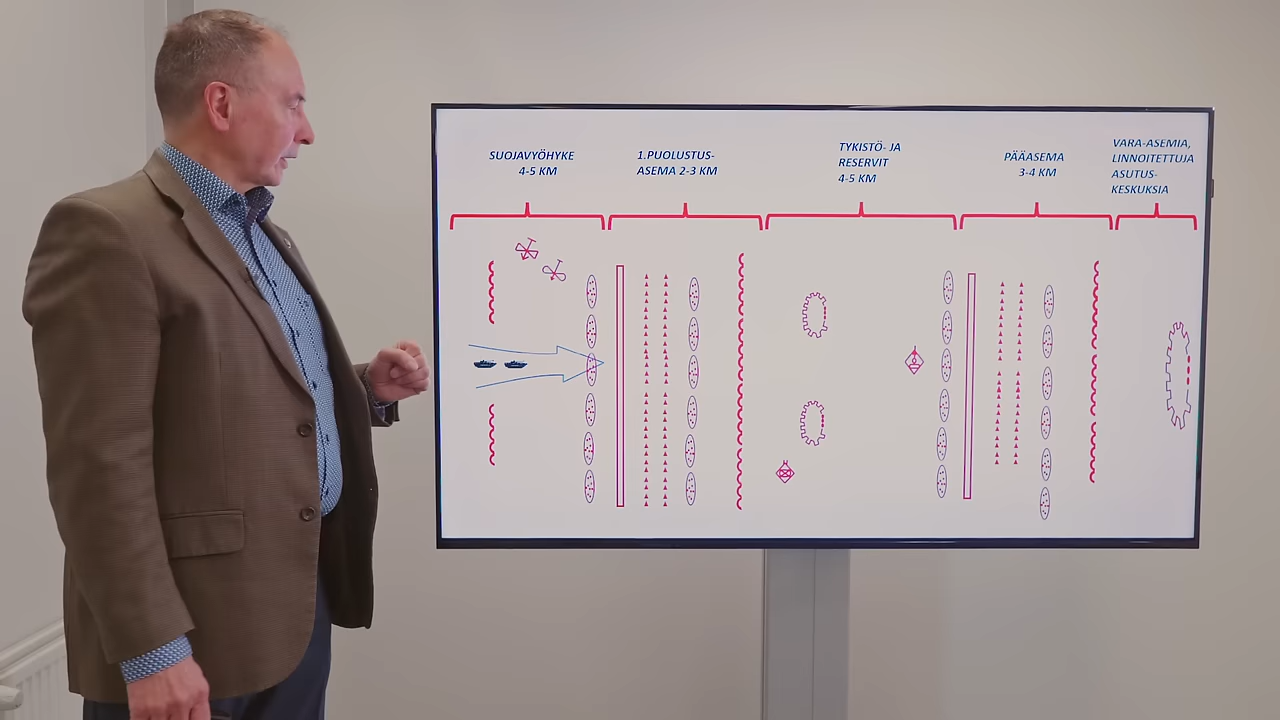 SUOJAVYÖHYKE
4-5 KM
1.PUOLUSTUS-
ASEMA 2-3 KM
TYKISTÖ- JA
RESERVIT
4-5 KM
PÄÄASEMA
3-4 KM
VARA-ASEMIA,
LINNOITETTUJA
ASUTUS-
KESKUKSIA